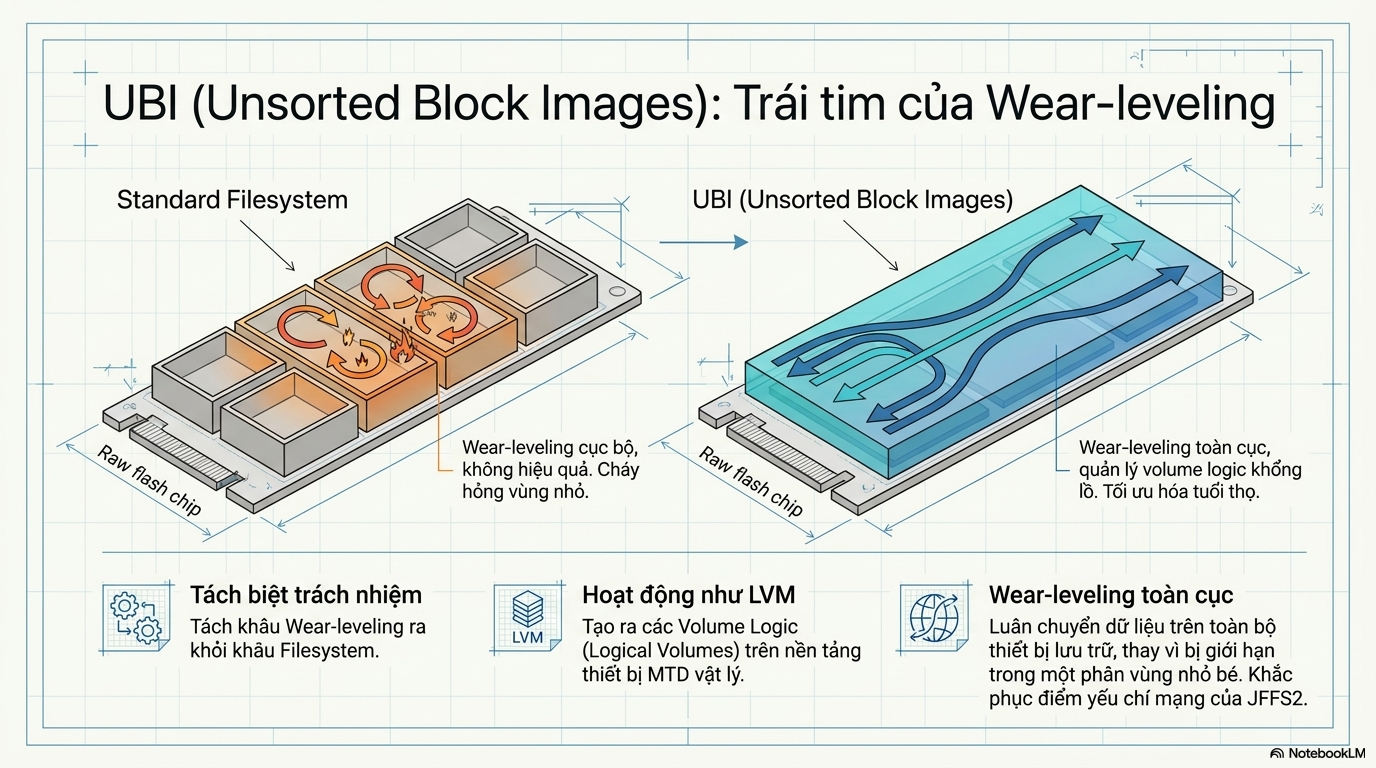 UBI (Unsorted Block Images): Trái tim của Wear-leveling
Standard Filesystem
Raw flash chip
Wear-leveling cục bộ,
không hiệu quả. Cháy
hỏng vùng nhỏ.
UBI (Unsorted Block Images)
Raw flash chip
Wear-leveling toàn cục,
quản lý volume logic khổng
lồ. Tối ưu hóa tuổi thọ.
Tách biệt trách nhiệm
Tách khâu Wear-leveling ra
khỏi khâu Filesystem.
LVM
Hoạt động như LVM
Tạo ra các Volume Logic
(Logical Volumes) trên nền tảng
thiết bị MTD vật lý.
Wear-leveling toàn cục
Luân chuyển dữ liệu trên toàn bộ
thiết bị lưu trữ, thay vì bị giới hạn
trong một phân vùng nhỏ bé. Khắc
phục điểm yếu chí mạng của JFFS2.
NotebookLM